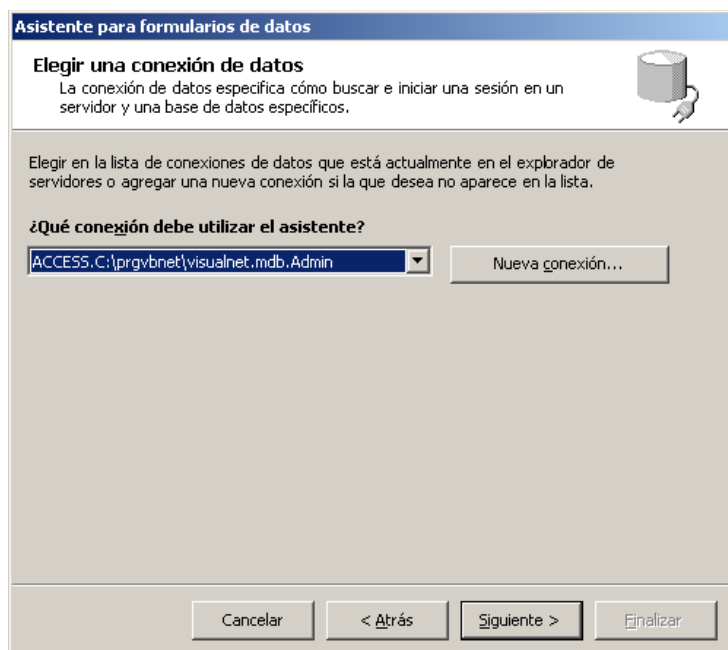 Asistente para formularios de datos
Elegir una conexión de datos
La conexión de datos especifica cómo buscar e iniciar una sesión en un
servidor y una base de datos específicos.
Elegir en la lista de conexiones de datos que está actualmente en el explorador de
servidores o agregar una nueva conexión si la que desea no aparece en la lista.
¿Qué conexión debe utilizar el asistente?
ACCESS.C:\prgvbnet\visualnet.mdb.Admin
Nueva conexión...
Cancelar
< Atrás
Siguiente >
Finalizar